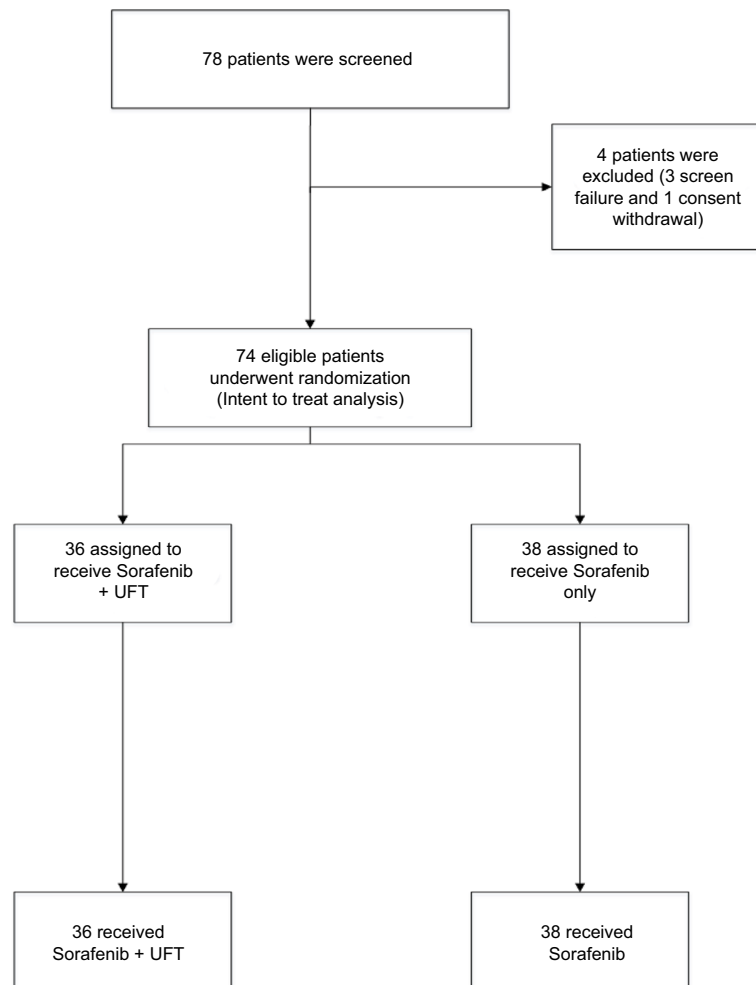 78 patients were screened
4 patients were
excluded (3 screen
failure and 1 consent
withdrawal)
74 eligible patients
underwent randomization
(Intent to treat analysis)
36 assigned to
receive Sorafenib
+ UFT
38 assigned to
receive Sorafenib
only
36 received
Sorafenib + UFT
38 received
Sorafenib